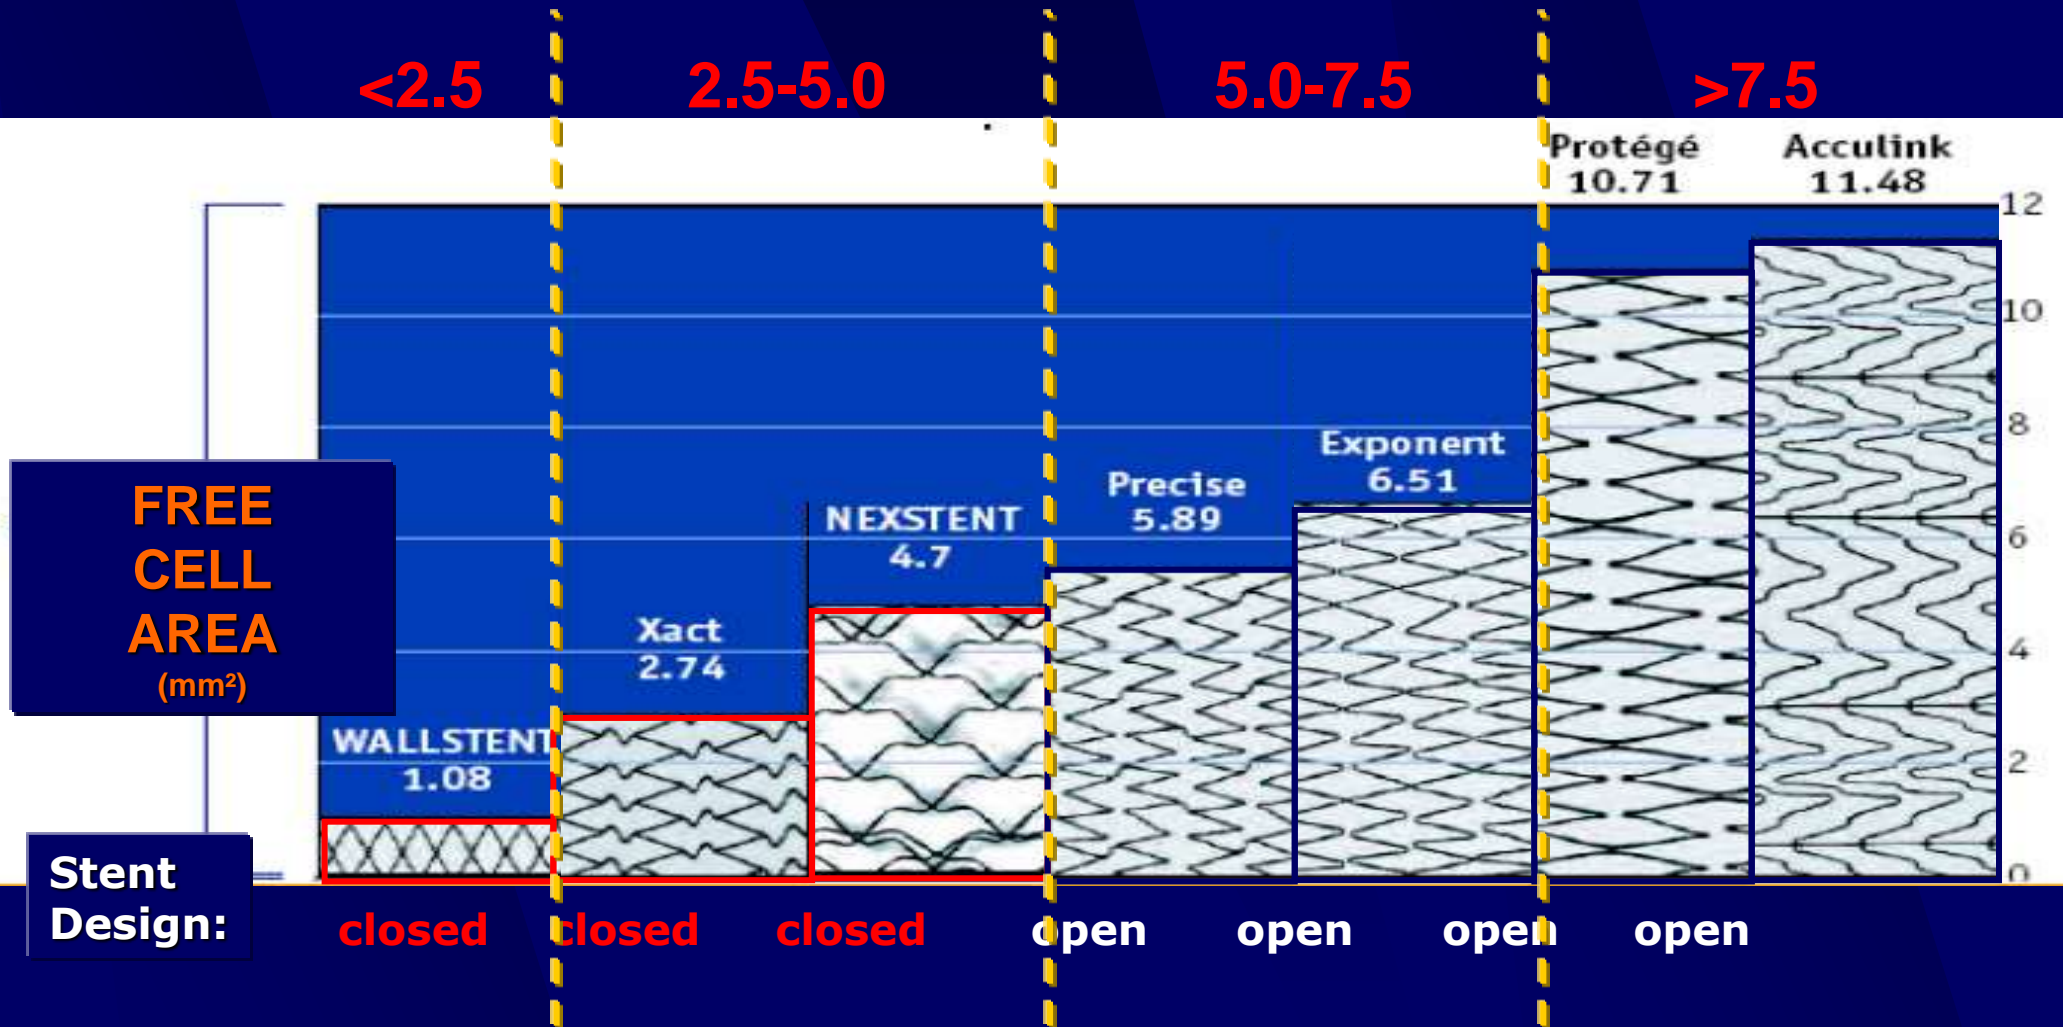 <2.5 2.5-5.0 5.0-7.5 >7.5
Protégé
10.71
Acculink
11.48
12
10
8
6
4
2
0
Exponent
6.51
Precise
5.89
NEXSTENT
4.7
Xact
2.74
WALLSTENT
1.08
FREE
CELL
AREA
(mm²)
Stent
Design:
closed closed closed open open open open